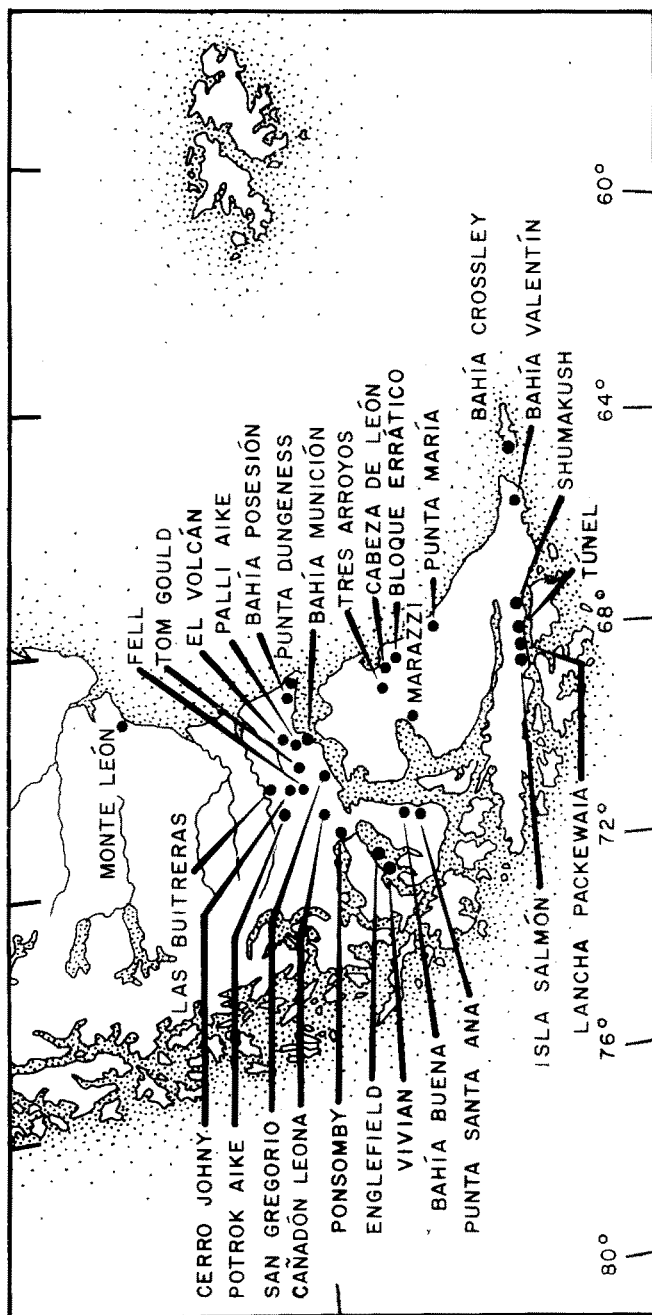 FELL
TOM GOULD
EL VOLCÁN
PALLI AIKE
BAHÍA POSESIÓN
PUNTA DUNGENESS
BAHÍA MUNICIÓN
TRES ARROYOS
CABEZA DE LEÓN
BLOQUE ERRÁTICO
PUNTA MARÍA
MARAZZI
BAHÍA CROSSLEY
BAHÍA VALENTÍN
SHUMAKUSH
TÚNEL
MONTE LEÓN
LAS BUITRERAS
CERRO JOHNY
POTROK AIKE
SAN GREGORIO
CAÑADÓN LEONA
PONSOMBY
ENGLEFIELD
VIVIAN
BAHÍA BUENA
PUNTA SANTA ANA
ISLA SALMÓN
LANCHA PACKEWAIA
80°
76°
72°
68°
64°
60°